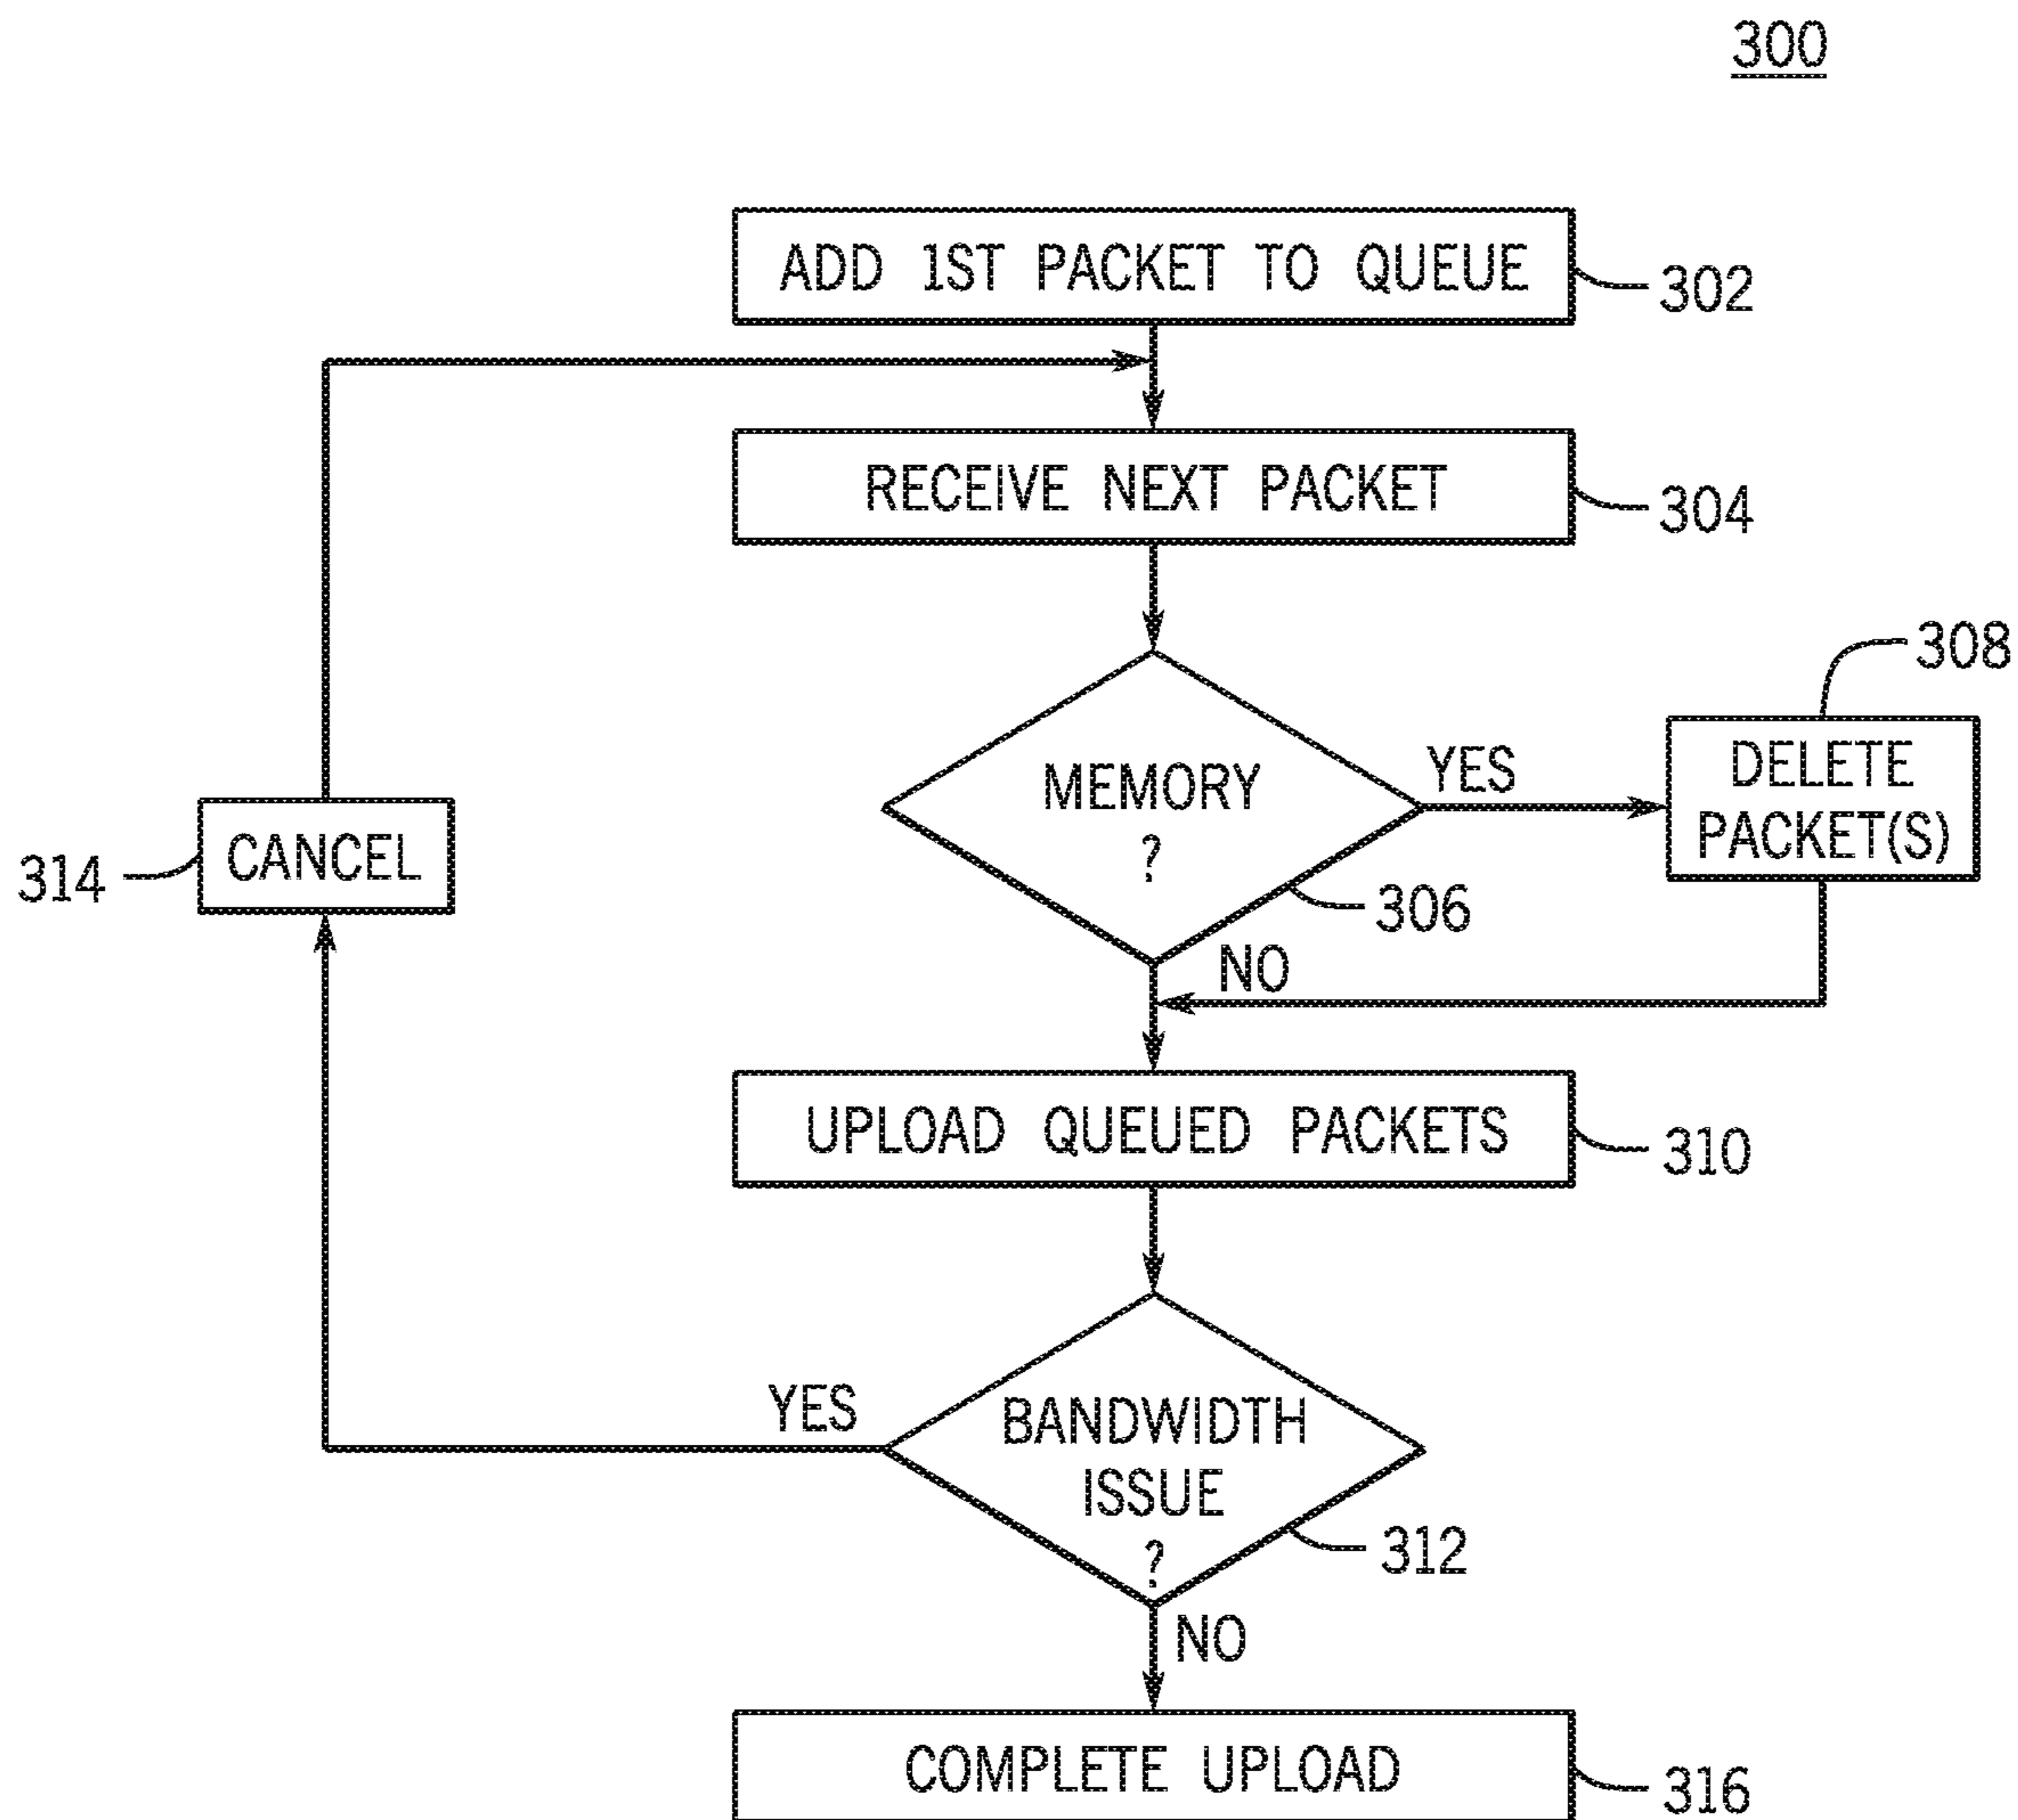 300
ADD 1ST PACKET TO QUEUE
302
RECEIVE NEXT PACKET
304
MEMORY
?
306
YES
308
DELETE
PACKET(S)
NO
314
CANCEL
UPLOAD QUEUED PACKETS
310
YES
BANDWIDTH
ISSUE
?
312
NO
COMPLETE UPLOAD
316